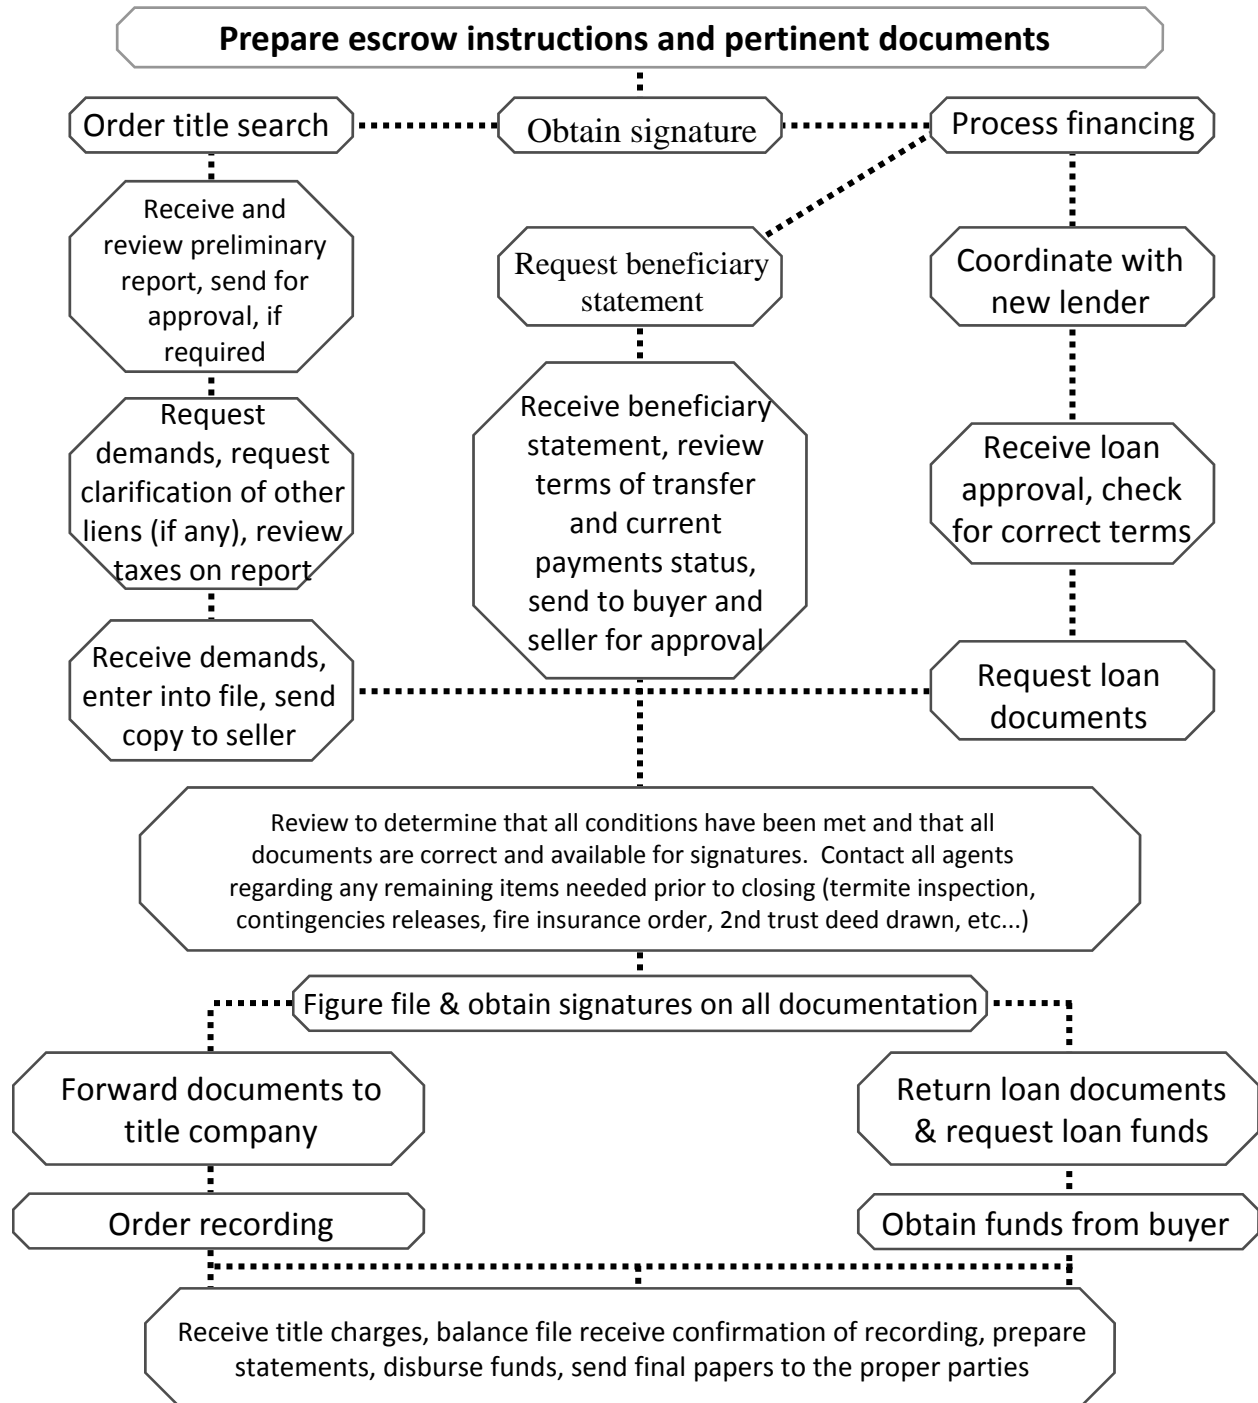 Prepare escrow instructions and pertinent documents
Order title search
Obtain signature
Process financing
Receive and
review preliminary
report, send for
approval, if
required
Request beneficiary
statement
Coordinate with
new lender
Request
demands, request
clarification of other
liens (if any), review
taxes on report
Receive beneficiary
statement, review
terms of transfer
and current
payments status,
send to buyer and
seller for approval
Receive loan
approval, check
for correct terms
Receive demands,
enter into file, send
copy to seller
Request loan
documents
Review to determine that all conditions have been met and that all
documents are correct and available for signatures.  Contact all agents
regarding any remaining items needed prior to closing (termite inspection,
contingencies releases, fire insurance order, 2nd trust deed drawn, etc...)
Figure file & obtain signatures on all documentation
Forward documents to
title company
Return loan documents
& request loan funds
Order recording
Obtain funds from buyer
Receive title charges, balance file receive confirmation of recording, prepare
statements, disburse funds, send final papers to the proper parties